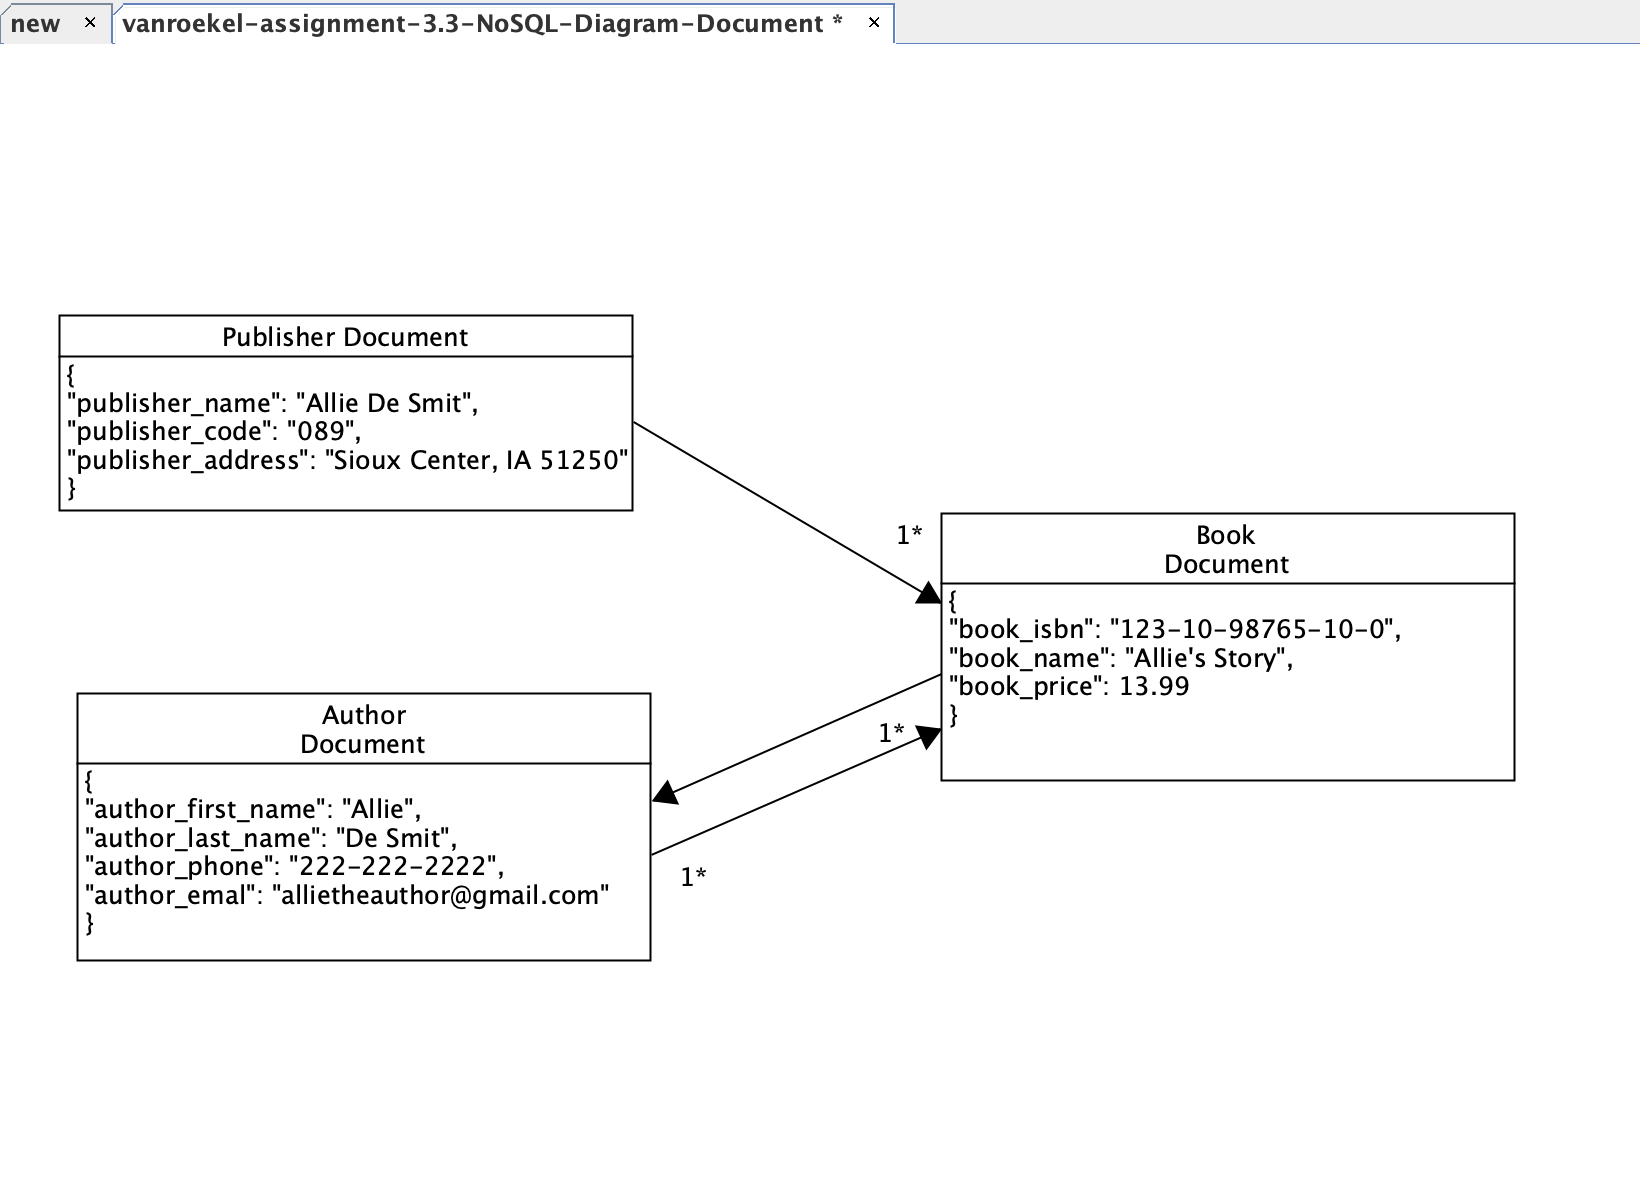 new ×
vanroekel-assignment-3.3-NoSQL-Diagram-Document * ×
Publisher Document
{
"publisher_name": "Allie De Smit",
"publisher_code": "089",
"publisher_address": "Sioux Center, IA 51250"
}
1*
Book
Document
{
"book_isbn": "123-10-98765-10-0",
"book_name": "Allie's Story",
"book_price": 13.99
}
1*
Author
Document
{
"author_first_name": "Allie",
"author_last_name": "De Smit",
"author_phone": "222-222-2222",
"author_emal": "allietheauthor@gmail.com"
}
1*